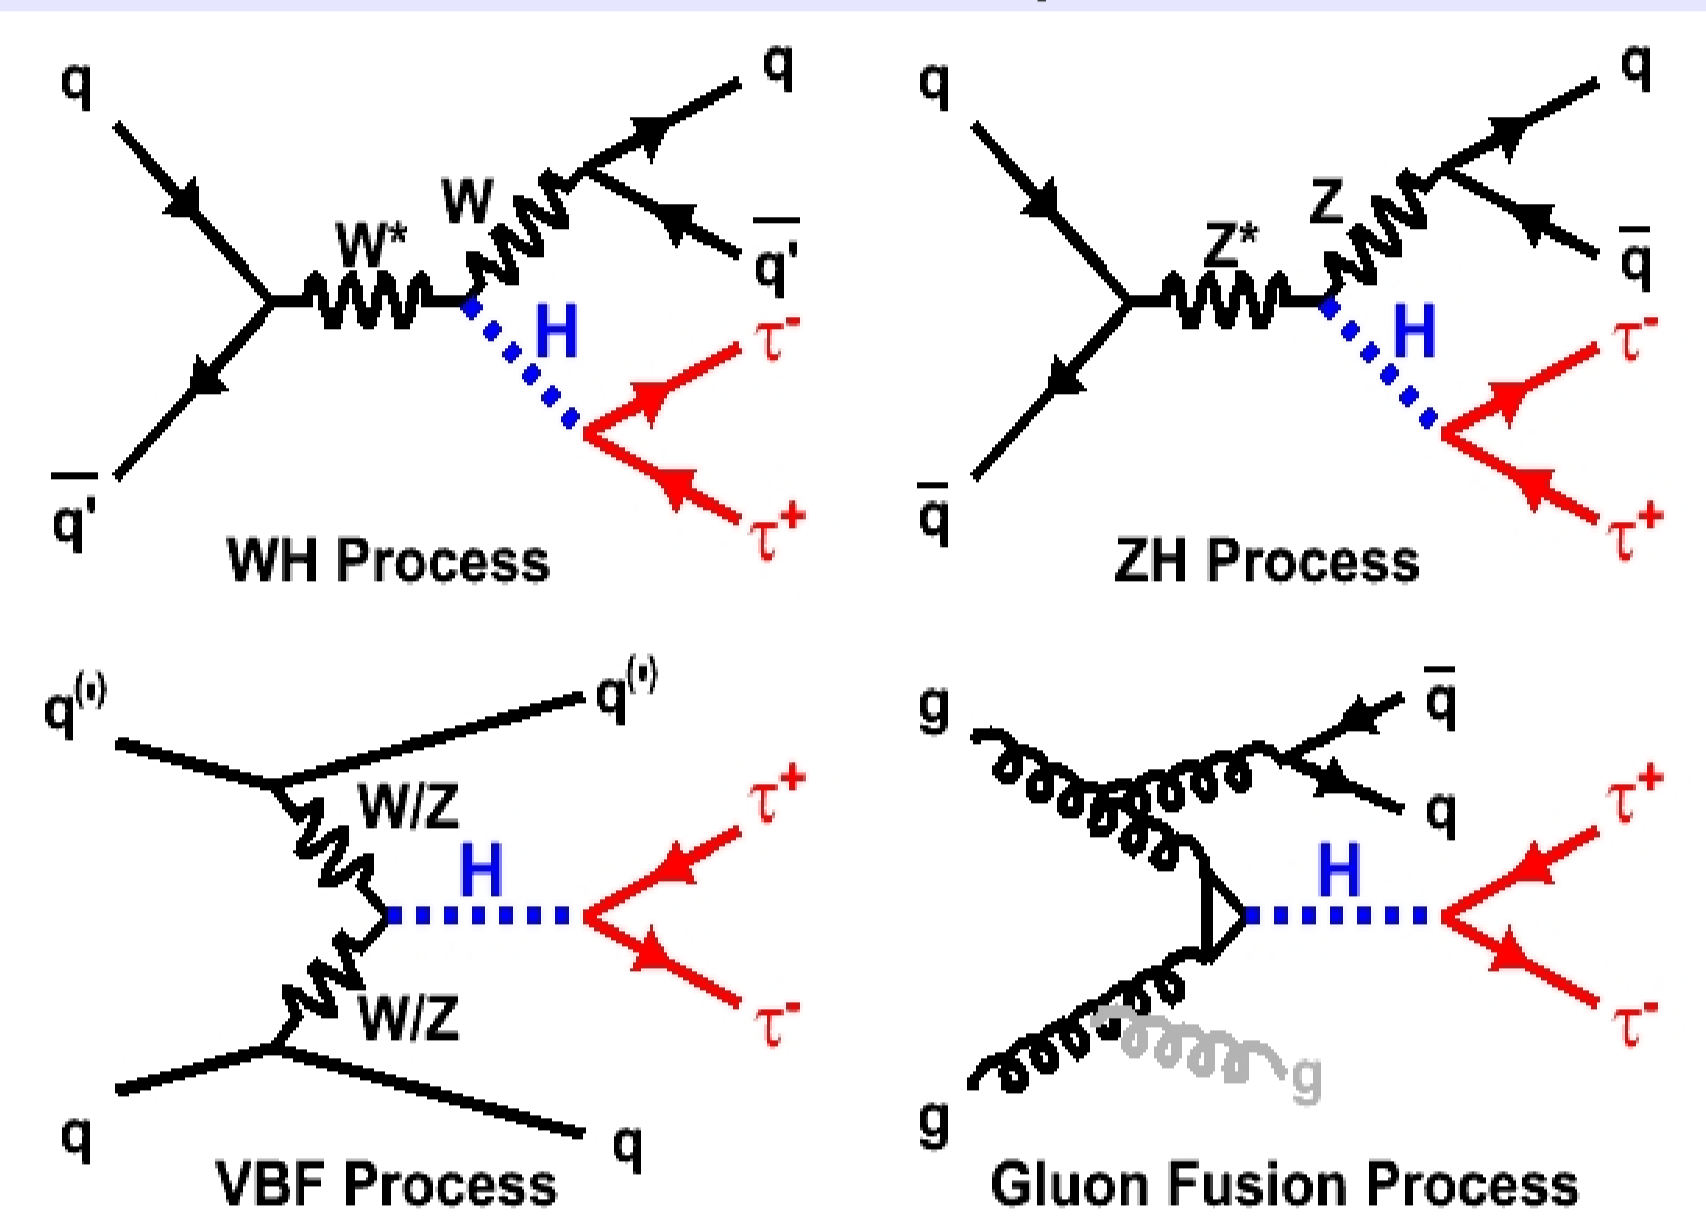 q
q
W
W*
q̅'
H
τ-
q̅'
τ+
WH Process
q
q
Z
Z*
q̅
H
τ-
q̅
τ+
ZH Process
q(')
q(')
W/Z
τ+
H
W/Z
τ-
q
q
VBF Process
g
q̅
q
τ+
H
τ-
g
g
Gluon Fusion Process